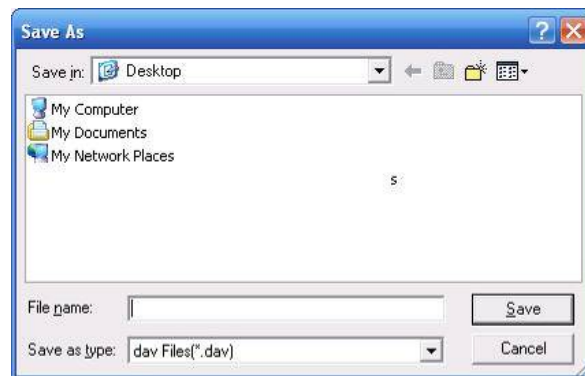 Save As
Save in: Desktop
My Computer
My Documents
My Network Places
s
File name:
Save
Save as type: dav Files(*.dav)
Cancel